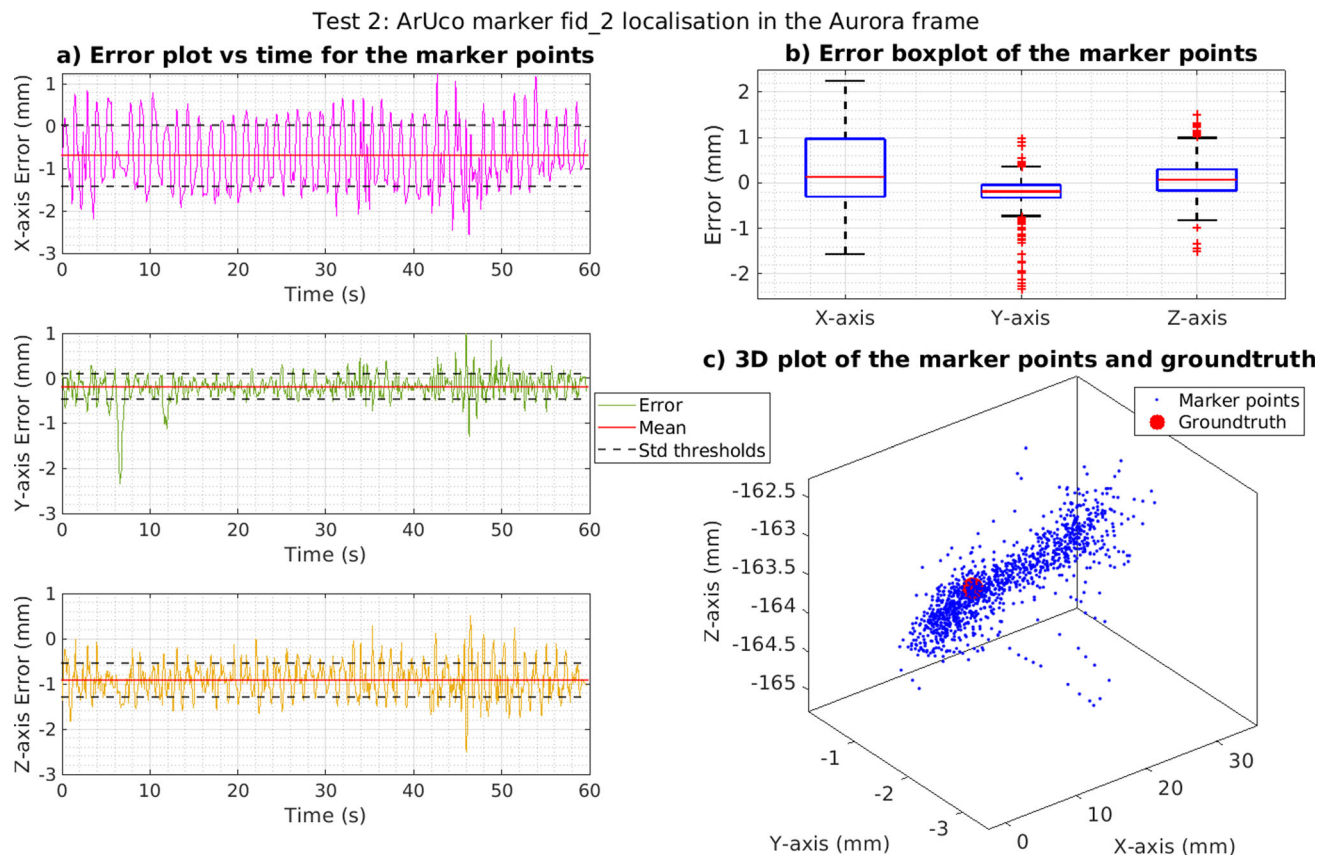 Test 2: ArUco marker fid_2 localisation in the Aurora frame
a) Error plot vs time for the marker points
X-axis Error (mm)
1
0
-1
-2
-3
0 10 20 30 40 50 60
Time (s)
Y-axis Error (mm)
1
0
-1
-2
-3
0 10 20 30 40 50 60
Time (s)
Error
Mean
Std thresholds
Z-axis Error (mm)
1
0
-1
-2
-3
0 10 20 30 40 50 60
Time (s)
b) Error boxplot of the marker points
Error (mm)
2
1
0
-1
-2
X-axis Y-axis Z-axis
c) 3D plot of the marker points and groundtruth
Marker points
Groundtruth
Z-axis (mm)
-162.5
-163
-163.5
-164
-164.5
-165
-1
-2
-3
Y-axis (mm)
0
10
20
30
X-axis (mm)